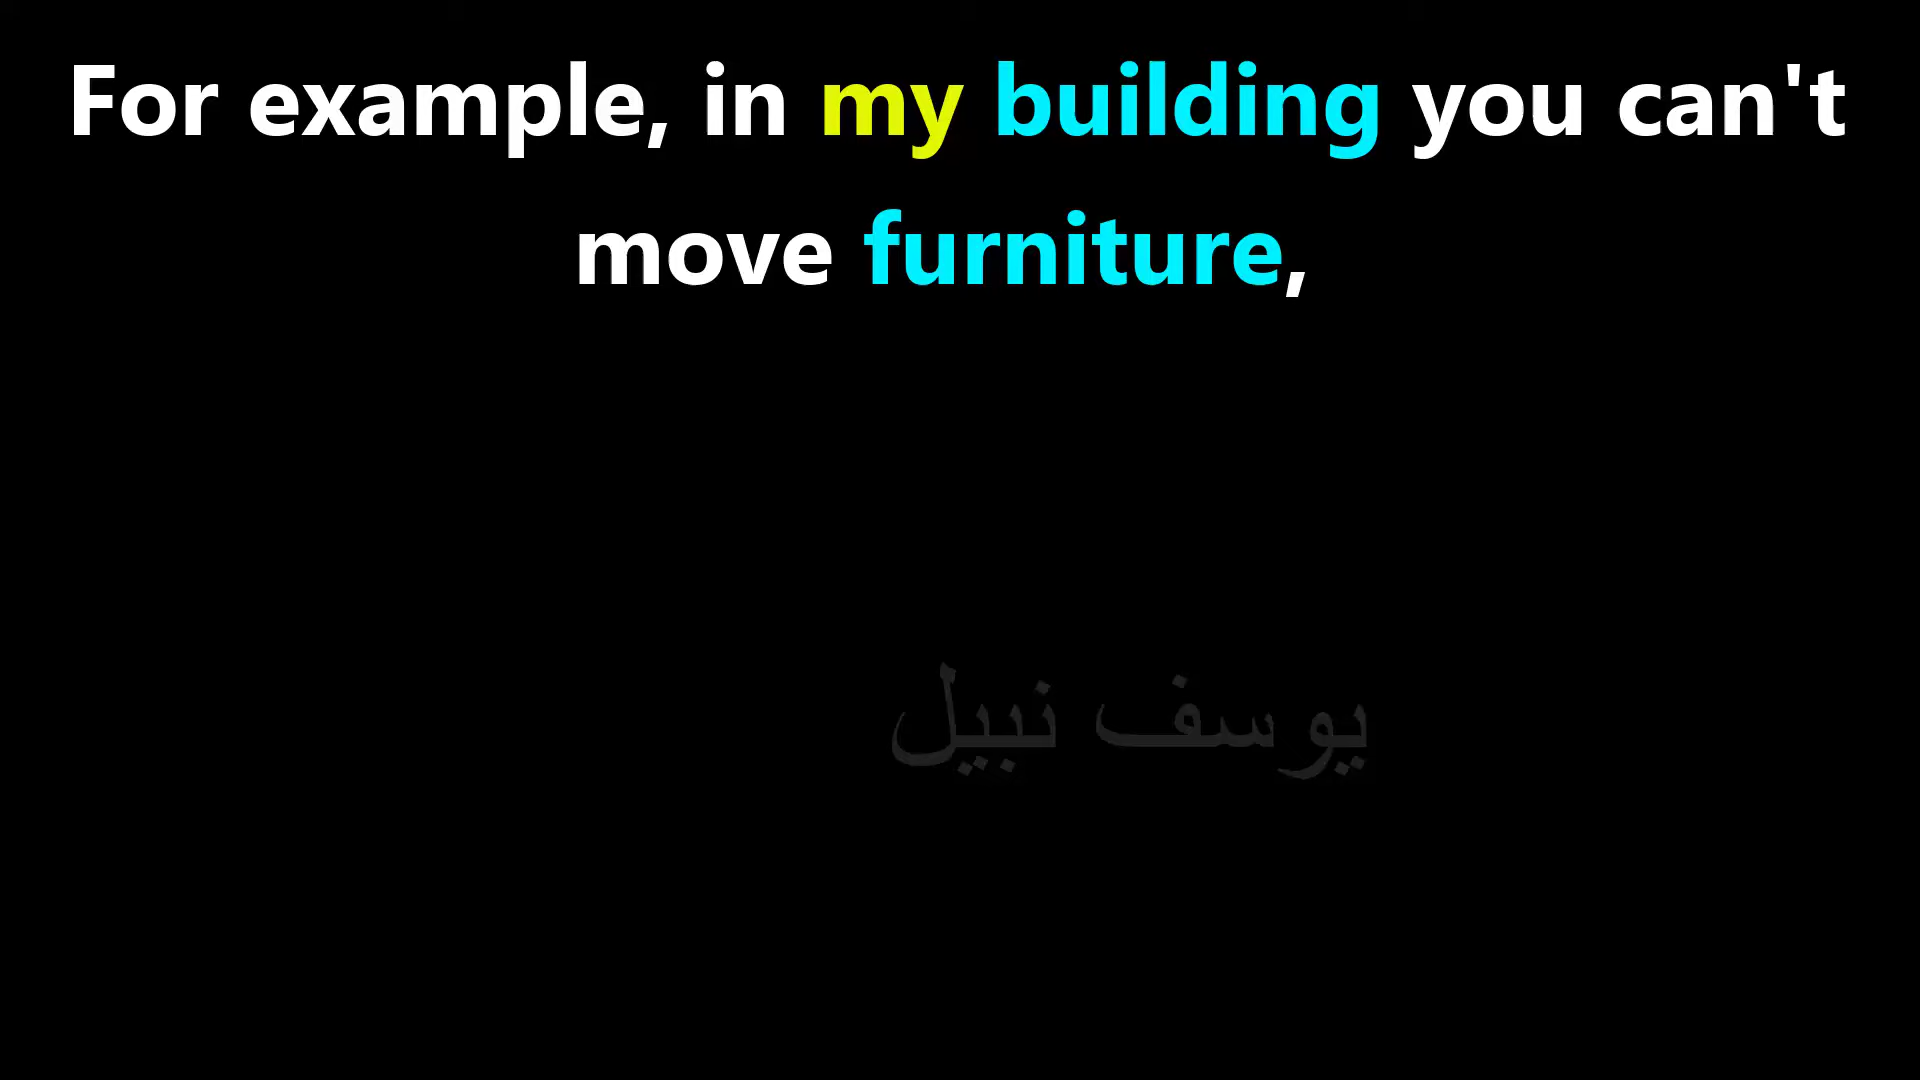 For example, in my building you can't
move furniture,
يوسف نبيل